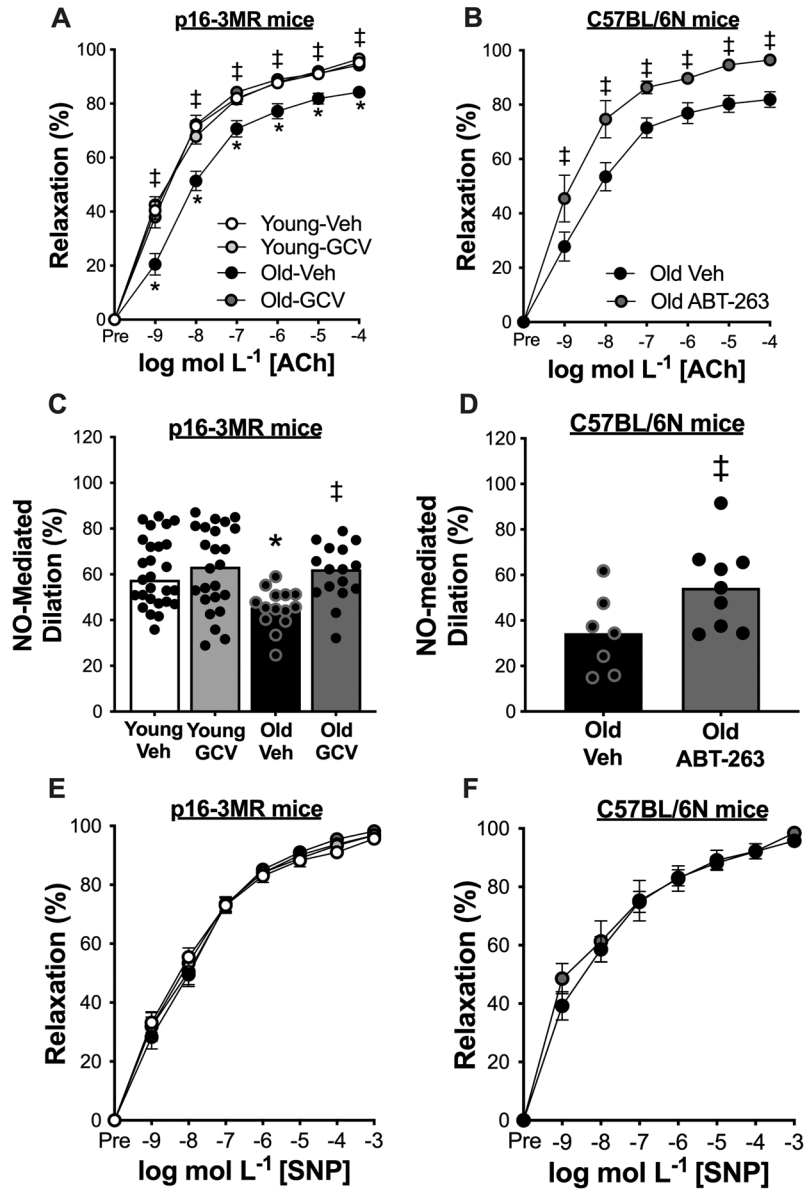 A
p16-3MR mice
Relaxation (%)
100
80
60
40
20
0
‡ ‡ ‡ ‡ ‡ ‡
* * * * * *
Young-Veh
Young-GCV
Old-Veh
Old-GCV
Pre -9 -8 -7 -6 -5 -4
log mol L-1 [ACh]
B
C57BL/6N mice
Relaxation (%)
100
80
60
40
20
0
‡ ‡ ‡ ‡ ‡ ‡
Old Veh
Old ABT-263
Pre -9 -8 -7 -6 -5 -4
log mol L-1 [ACh]
C
p16-3MR mice
NO-Mediated
Dilation (%)
120
100
80
60
40
20
0
* ‡
Young Young Old Old
Veh GCV Veh GCV
D
C57BL/6N mice
NO-mediated
Dilation (%)
120
100
80
60
40
20
0
‡
Old Old
Veh ABT-263
E
p16-3MR mice
Relaxation (%)
100
80
60
40
20
0
Pre -9 -8 -7 -6 -5 -4 -3
log mol L-1 [SNP]
F
C57BL/6N mice
Relaxation (%)
100
80
60
40
20
0
Pre -9 -8 -7 -6 -5 -4 -3
log mol L-1 [SNP]